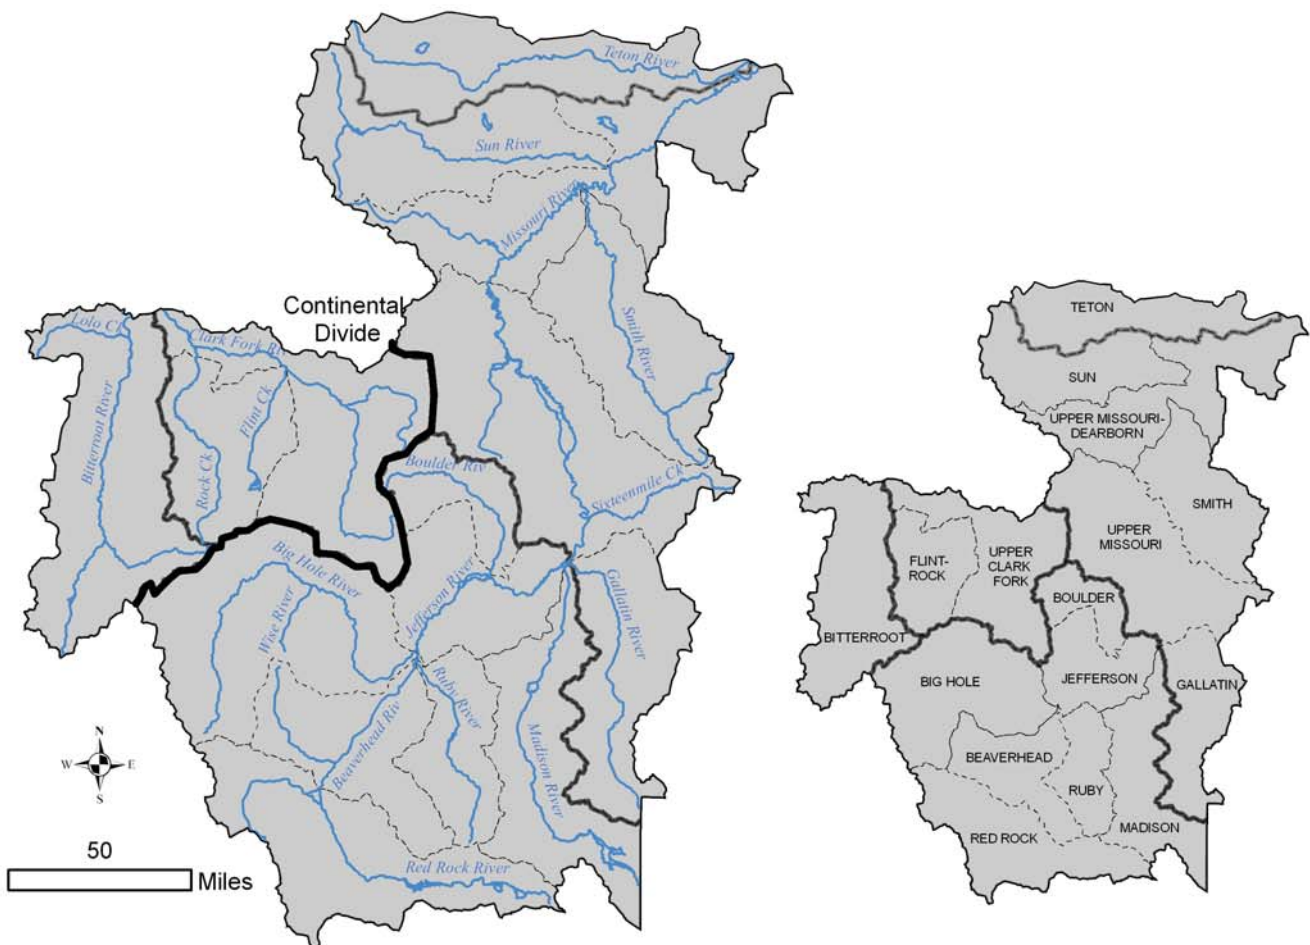 Teton River
Sun River
Missouri River
Continental
Divide
Lolo Ck
Clark Fork Ri
Smith River
Bitterroot River
Rock Ck
Flint Ck
Boulder Riv
Sixteenmile Ck
Big Hole River
Wise River
Jefferson River
Gallatin River
Ruby River
Beaverhead Riv
Madison River
Red Rock River
N
W E
S
50
Miles
TETON
SUN
UPPER MISSOURI-
DEARBORN
SMITH
UPPER
MISSOURI
FLINT-
ROCK
UPPER
CLARK
FORK
BOULDER
BITTERROOT
BIG HOLE
JEFFERSON
GALLATIN
BEAVERHEAD
RUBY
RED ROCK
MADISON